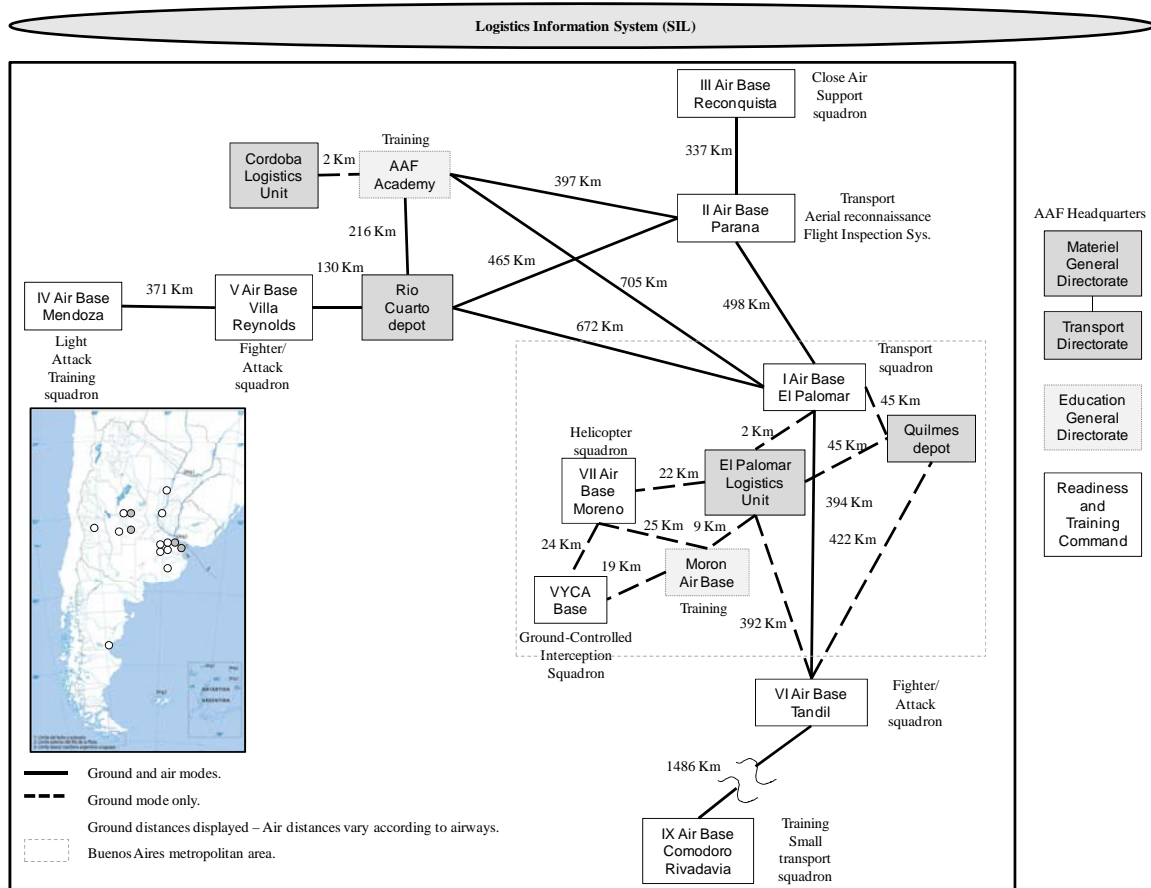 Logistics Information System (SIL)
III Air Base
Reconquista
Close Air
Support
squadron
337 Km
Training
Cordoba
Logistics
Unit
2 Km
AAF
Academy
397 Km
II Air Base
Parana
Transport
Aerial reconnaissance
Flight Inspection Sys.
216 Km
465 Km
705 Km
498 Km
IV Air Base
Mendoza
371 Km
V Air Base
Villa
Reynolds
130 Km
Rio
Cuarto
depot
672 Km
Light
Attack
Training
squadron
Fighter/
Attack
squadron
Transport
squadron
I Air Base
El Palomar
45 Km
Quilmes
depot
2 Km
45 Km
Helicopter
squadron
VII Air
Base
Moreno
22 Km
El Palomar
Logistics
Unit
394 Km
25 Km
9 Km
422 Km
24 Km
19 Km
Moron
Air Base
Training
VYCA
Base
Ground-Controlled
Interception
Squadron
392 Km
VI Air Base
Tandil
Fighter/
Attack
squadron
1486 Km
IX Air Base
Comodoro
Rivadavia
Training
Small
transport
squadron
Ground and air modes.
Ground mode only.
Ground distances displayed – Air distances vary according to airways.
Buenos Aires metropolitan area.
AAF Headquarters
Materiel
General
Directorate
Transport
Directorate
Education
General
Directorate
Readiness
and
Training
Command